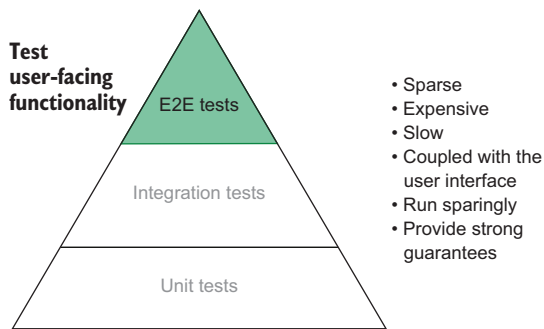 Test
user-facing
functionality
E2E tests
Integration tests
Unit tests
• Sparse
• Expensive
• Slow
• Coupled with the
user interface
• Run sparingly
• Provide strong
guarantees